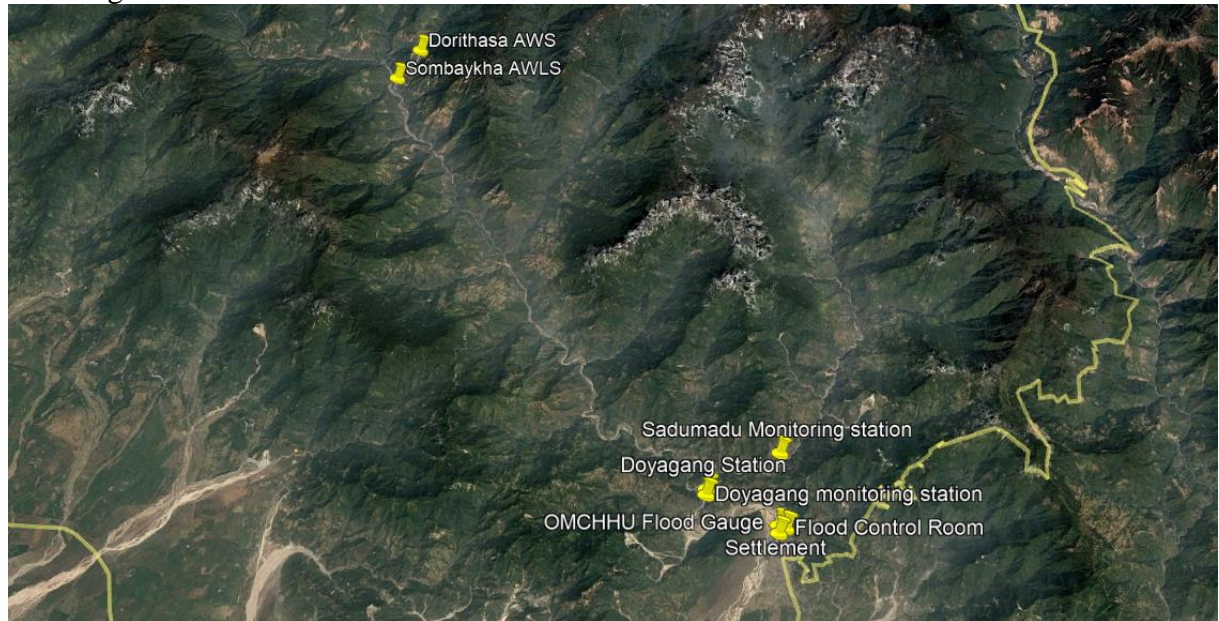 Dorithasa AWS
Sombaykha AWLS
Sadumadu Monitoring station
Doyagang Station
Doyagang monitoring station
OMCHHU Flood Gauge
Flood Control Room
Settlement